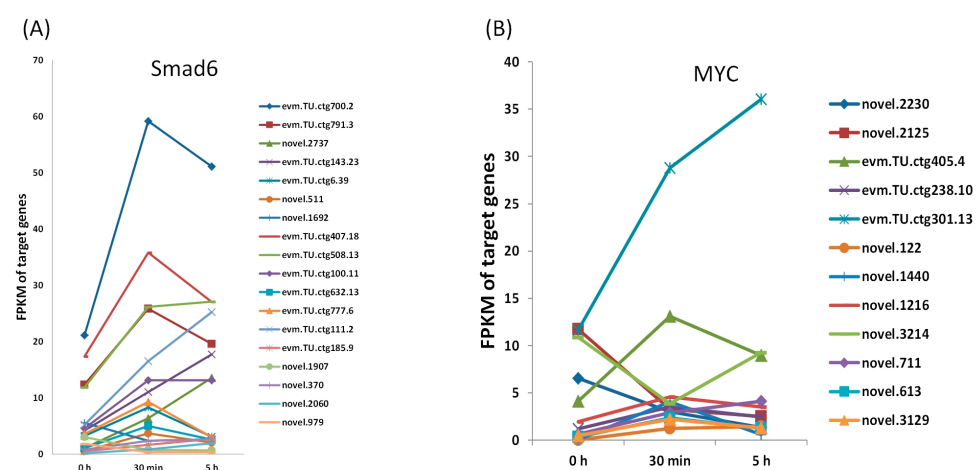 (A)
Smad6
FPKM of target genes
70
60
50
40
30
20
10
0
0 h
30 min
5 h
evm.TU.ctg700.2
evm.TU.ctg791.3
novel.2737
evm.TU.ctg143.23
evm.TU.ctg6.39
novel.511
novel.1692
evm.TU.ctg407.18
evm.TU.ctg508.13
evm.TU.ctg100.11
evm.TU.ctg632.13
evm.TU.ctg777.6
evm.TU.ctg111.2
evm.TU.ctg185.9
novel.1907
novel.370
novel.2060
novel.979
(B)
MYC
FPKM of target genes
40
35
30
25
20
15
10
5
0
0 h
30 min
5 h
novel.2230
novel.2125
evm.TU.ctg405.4
evm.TU.ctg238.10
evm.TU.ctg301.13
novel.122
novel.1440
novel.1216
novel.3214
novel.711
novel.613
novel.3129